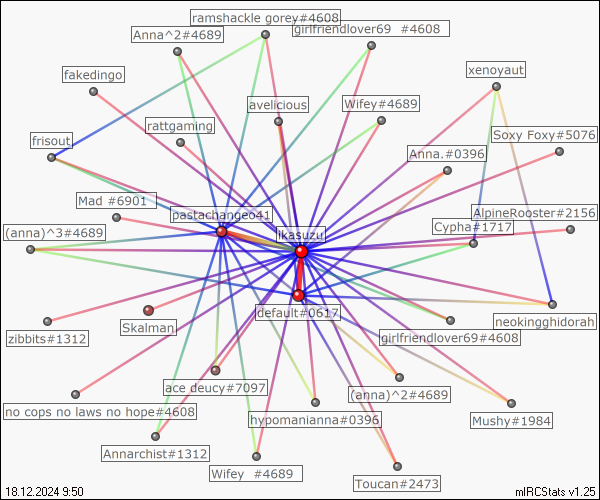 ramshackle gorey#4608
Anna^2#4689
girlfriendlover69 #4608
fakedingo
xenoyaut
avelicious
Wifey#4689
rattgaming
Soxy Foxy#5076
frisout
Anna.#0396
Mad #6901
pastachangeo41
AlpineRooster#2156
(anna)^3#4689
ikasuzu
Cypha#1717
default#0617
neokingghidorah
Skalman
zibbits#1312
girlfriendlover69#4608
ace deucy#7097
(anna)^2#4689
no cops no laws no hope#4608
hypomanianna#0396
Mushy#1984
Annarchist#1312
Wifey #4689
Toucan#2473
18.12.2024 9:50
mIRCStats v1.25